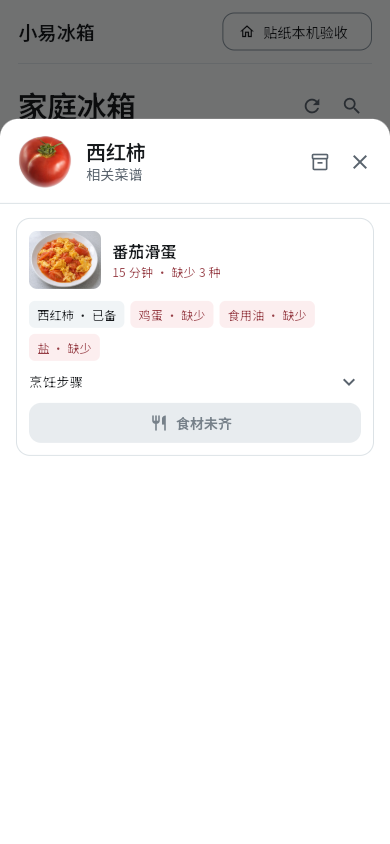 小易冰箱
贴纸本机验收
家庭冰箱
西红柿
相关菜谱
番茄滑蛋
15 分钟 · 缺少 3 种
西红柿 · 已备
鸡蛋 · 缺少
食用油 · 缺少
盐 · 缺少
烹饪步骤
食材未齐